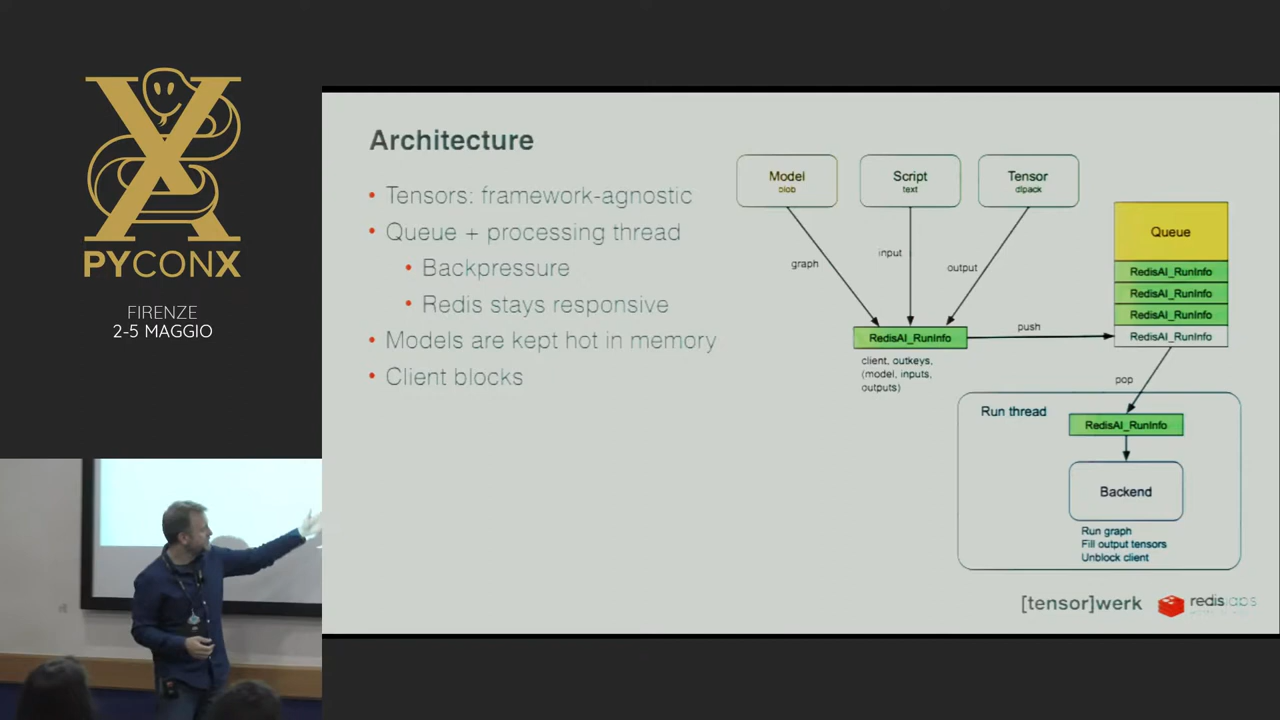 PYCONX
FIRENZE
2-5 MAGGIO
Architecture
• Tensors: framework-agnostic
• Queue + processing thread
• Backpressure
• Redis stays responsive
• Models are kept hot in memory
• Client blocks
Model
blob
Script
text
Tensor
dlpack
graph
input
output
RedisAI_RunInfo
client, outkeys,
(model, inputs,
outputs)
push
Queue
RedisAI_RunInfo
RedisAI_RunInfo
RedisAI_RunInfo
RedisAI_RunInfo
pop
Run thread
RedisAI_RunInfo
Backend
Run graph
Fill output tensors
Unblock client
[tensor]werk
redislabs